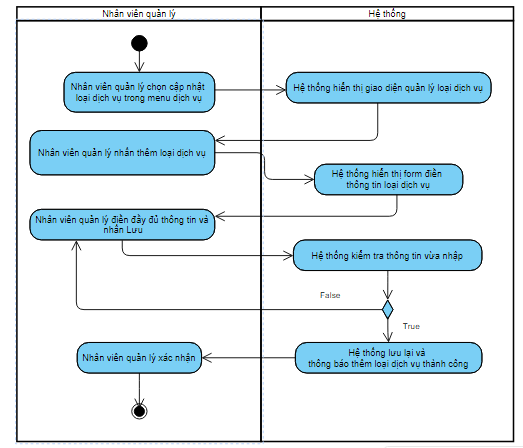 Nhân viên quản lý
Hệ thống
Nhân viên quản lý chọn cập nhật
loại dịch vụ trong menu dịch vụ
Hệ thống hiển thị giao diện quản lý loại dịch vụ
Nhân viên quản lý nhấn thêm loại dịch vụ
Hệ thống hiển thị form điền
thông tin loại dịch vụ
Nhân viên quản lý điền đầy đủ thông tin và
nhấn Lưu
Hệ thống kiểm tra thông tin vừa nhập
False
True
Nhân viên quản lý xác nhận
Hệ thống lưu lại và
thông báo thêm loại dịch vụ thành công